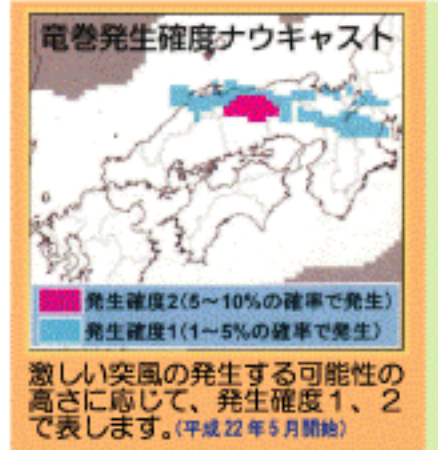 竜巻発生確度ナウキャスト
発生確度2(5~10%の確率で発生)
発生確度1(1~5%の確率で発生)
激しい突風の発生する可能性の
高さに応じて、発生確度1、2
で表します。(平成22年5月開始)